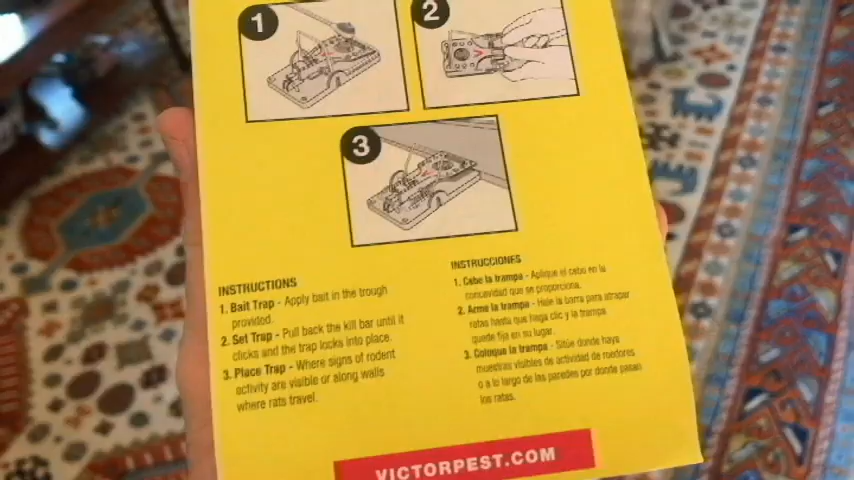 1
2
3
INSTRUCTIONS
1. Bait Trap - Apply bait in the trough
provided.
2. Set Trap - Pull back the kill bar until it
clicks and the trap locks into place.
3. Place Trap - Where signs of rodent
activity are visible or along walls
where rats travel.
INSTRUCCIONES
1. Cebe la trampa - Aplique el cebo en la
concavidad que se proporciona.
2. Arme la trampa - Hale la barra para atrapar
ratas hasta que haga clic y la trampa
quede fija en su lugar.
3. Coloque la trampa - Sitúe donde haya
muestras visibles de actividad de roedores
o a lo largo de las paredes por donde pasan
las ratas.
VICTORPEST.COM